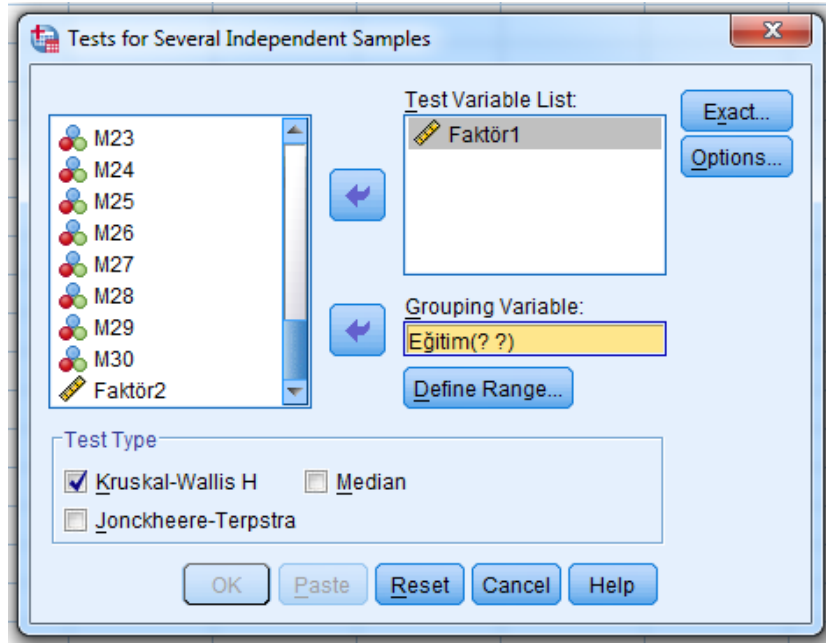 Tests for Several Independent Samples
M23
M24
M25
M26
M27
M28
M29
M30
Faktör2
Test Variable List:
Faktör1
Exact...
Options...
Grouping Variable:
Eğitim(? ?)
Define Range...
Test Type
Kruskal-Wallis H
Median
Jonckheere-Terpstra
OK
Paste
Reset
Cancel
Help